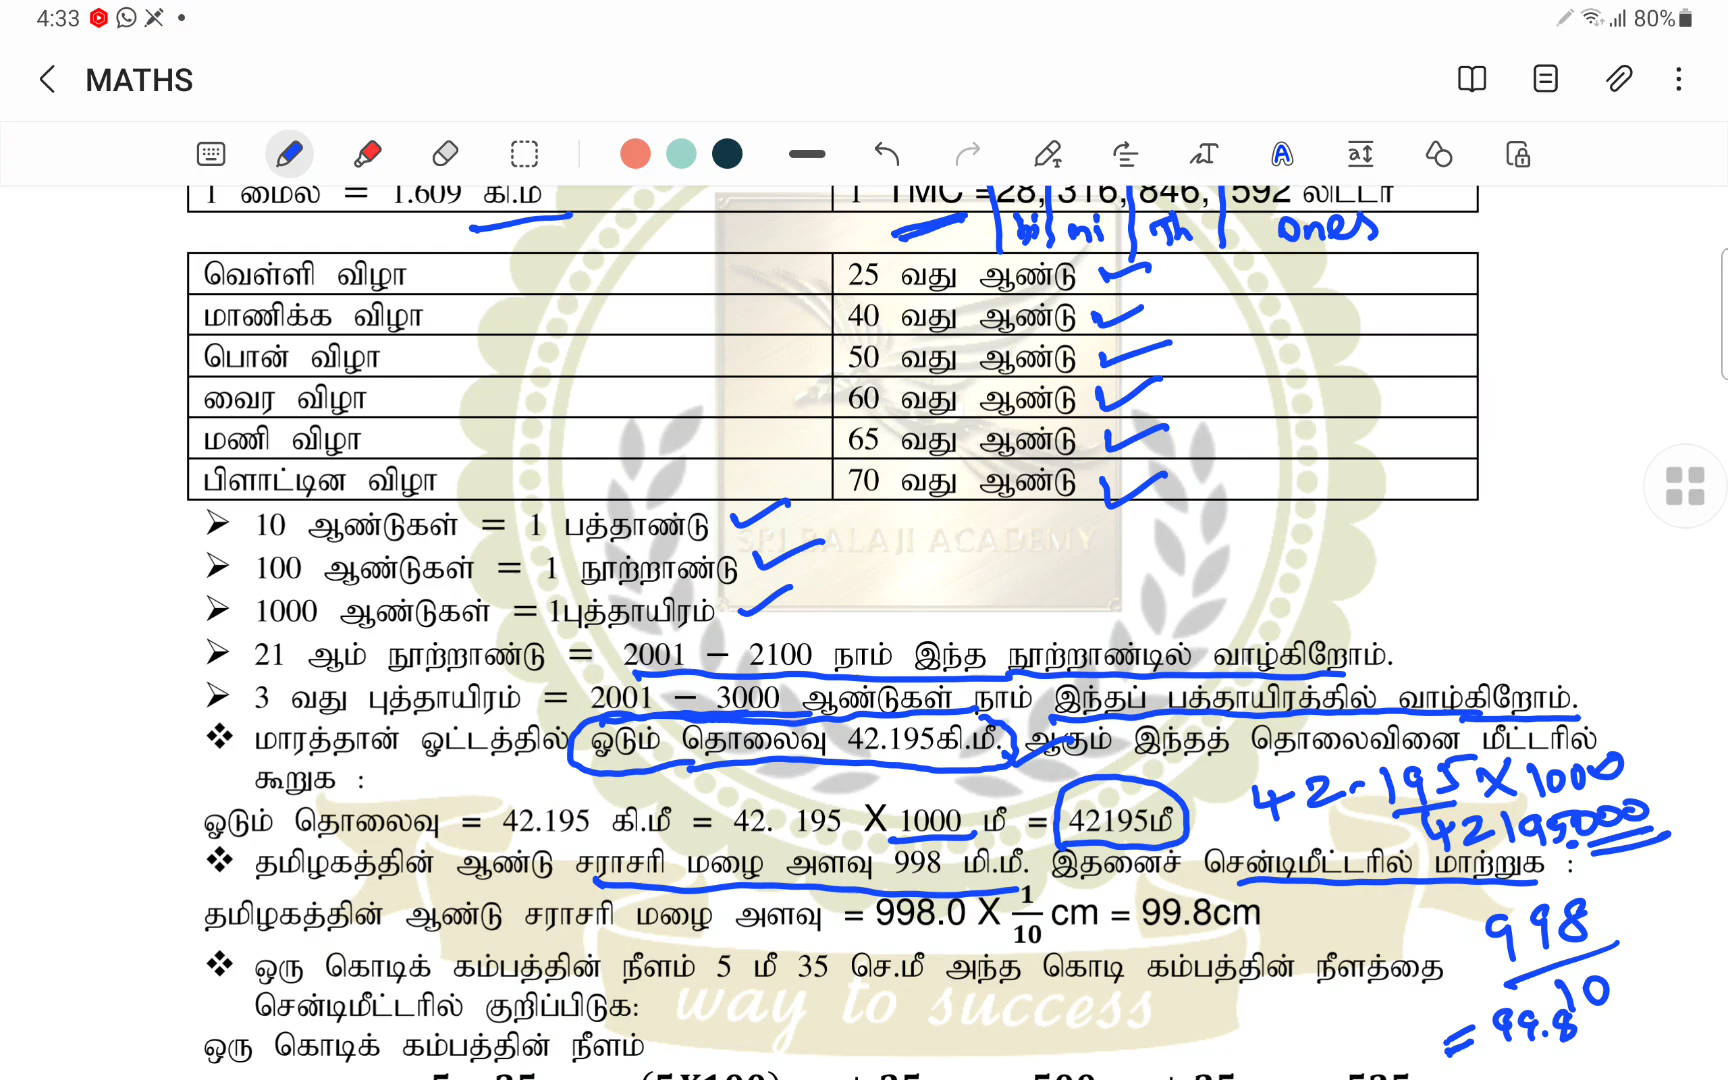 4:33 80%
MATHS
1 மைல் = 1.609 கி.மீ 1 TMC =28, 316, 846, 592 லிட்டர்
bi mi Th ones
வெள்ளி விழா 25 வது ஆண்டு
மாணிக்க விழா 40 வது ஆண்டு
பொன் விழா 50 வது ஆண்டு
வைர விழா 60 வது ஆண்டு
மணி விழா 65 வது ஆண்டு
பிளாட்டின விழா 70 வது ஆண்டு
➢ 10 ஆண்டுகள் = 1 பத்தாண்டு
SRI BALAJI ACADEMY
➢ 100 ஆண்டுகள் = 1 நூற்றாண்டு
➢ 1000 ஆண்டுகள் = 1புத்தாயிரம்
➢ 21 ஆம் நூற்றாண்டு = 2001 – 2100 நாம் இந்த நூற்றாண்டில் வாழ்கிறோம்.
➢ 3 வது புத்தாயிரம் = 2001 – 3000 ஆண்டுகள் நாம் இந்தப் பத்தாயிரத்தில் வாழ்கிறோம்.
❖ மாரத்தான் ஓட்டத்தில் ஓடும் தொலைவு 42.195கி.மீ. ஆகும் இந்தத் தொலைவினை மீட்டரில்
கூறுக :
42.195 X 1000
42195.000
ஓடும் தொலைவு = 42.195 கி.மீ = 42. 195 X 1000 மீ = 42195மீ
❖ தமிழகத்தின் ஆண்டு சராசரி மழை அளவு 998 மி.மீ. இதனைச் சென்டிமீட்டரில் மாற்றுக :
தமிழகத்தின் ஆண்டு சராசரி மழை அளவு = 998.0 X 1/10 cm = 99.8cm
998
10
= 99.8
❖ ஒரு கொடிக் கம்பத்தின் நீளம் 5 மீ 35 செ.மீ அந்த கொடி கம்பத்தின் நீளத்தை
சென்டிமீட்டரில் குறிப்பிடுக:
way to success
ஒரு கொடிக் கம்பத்தின் நீளம்